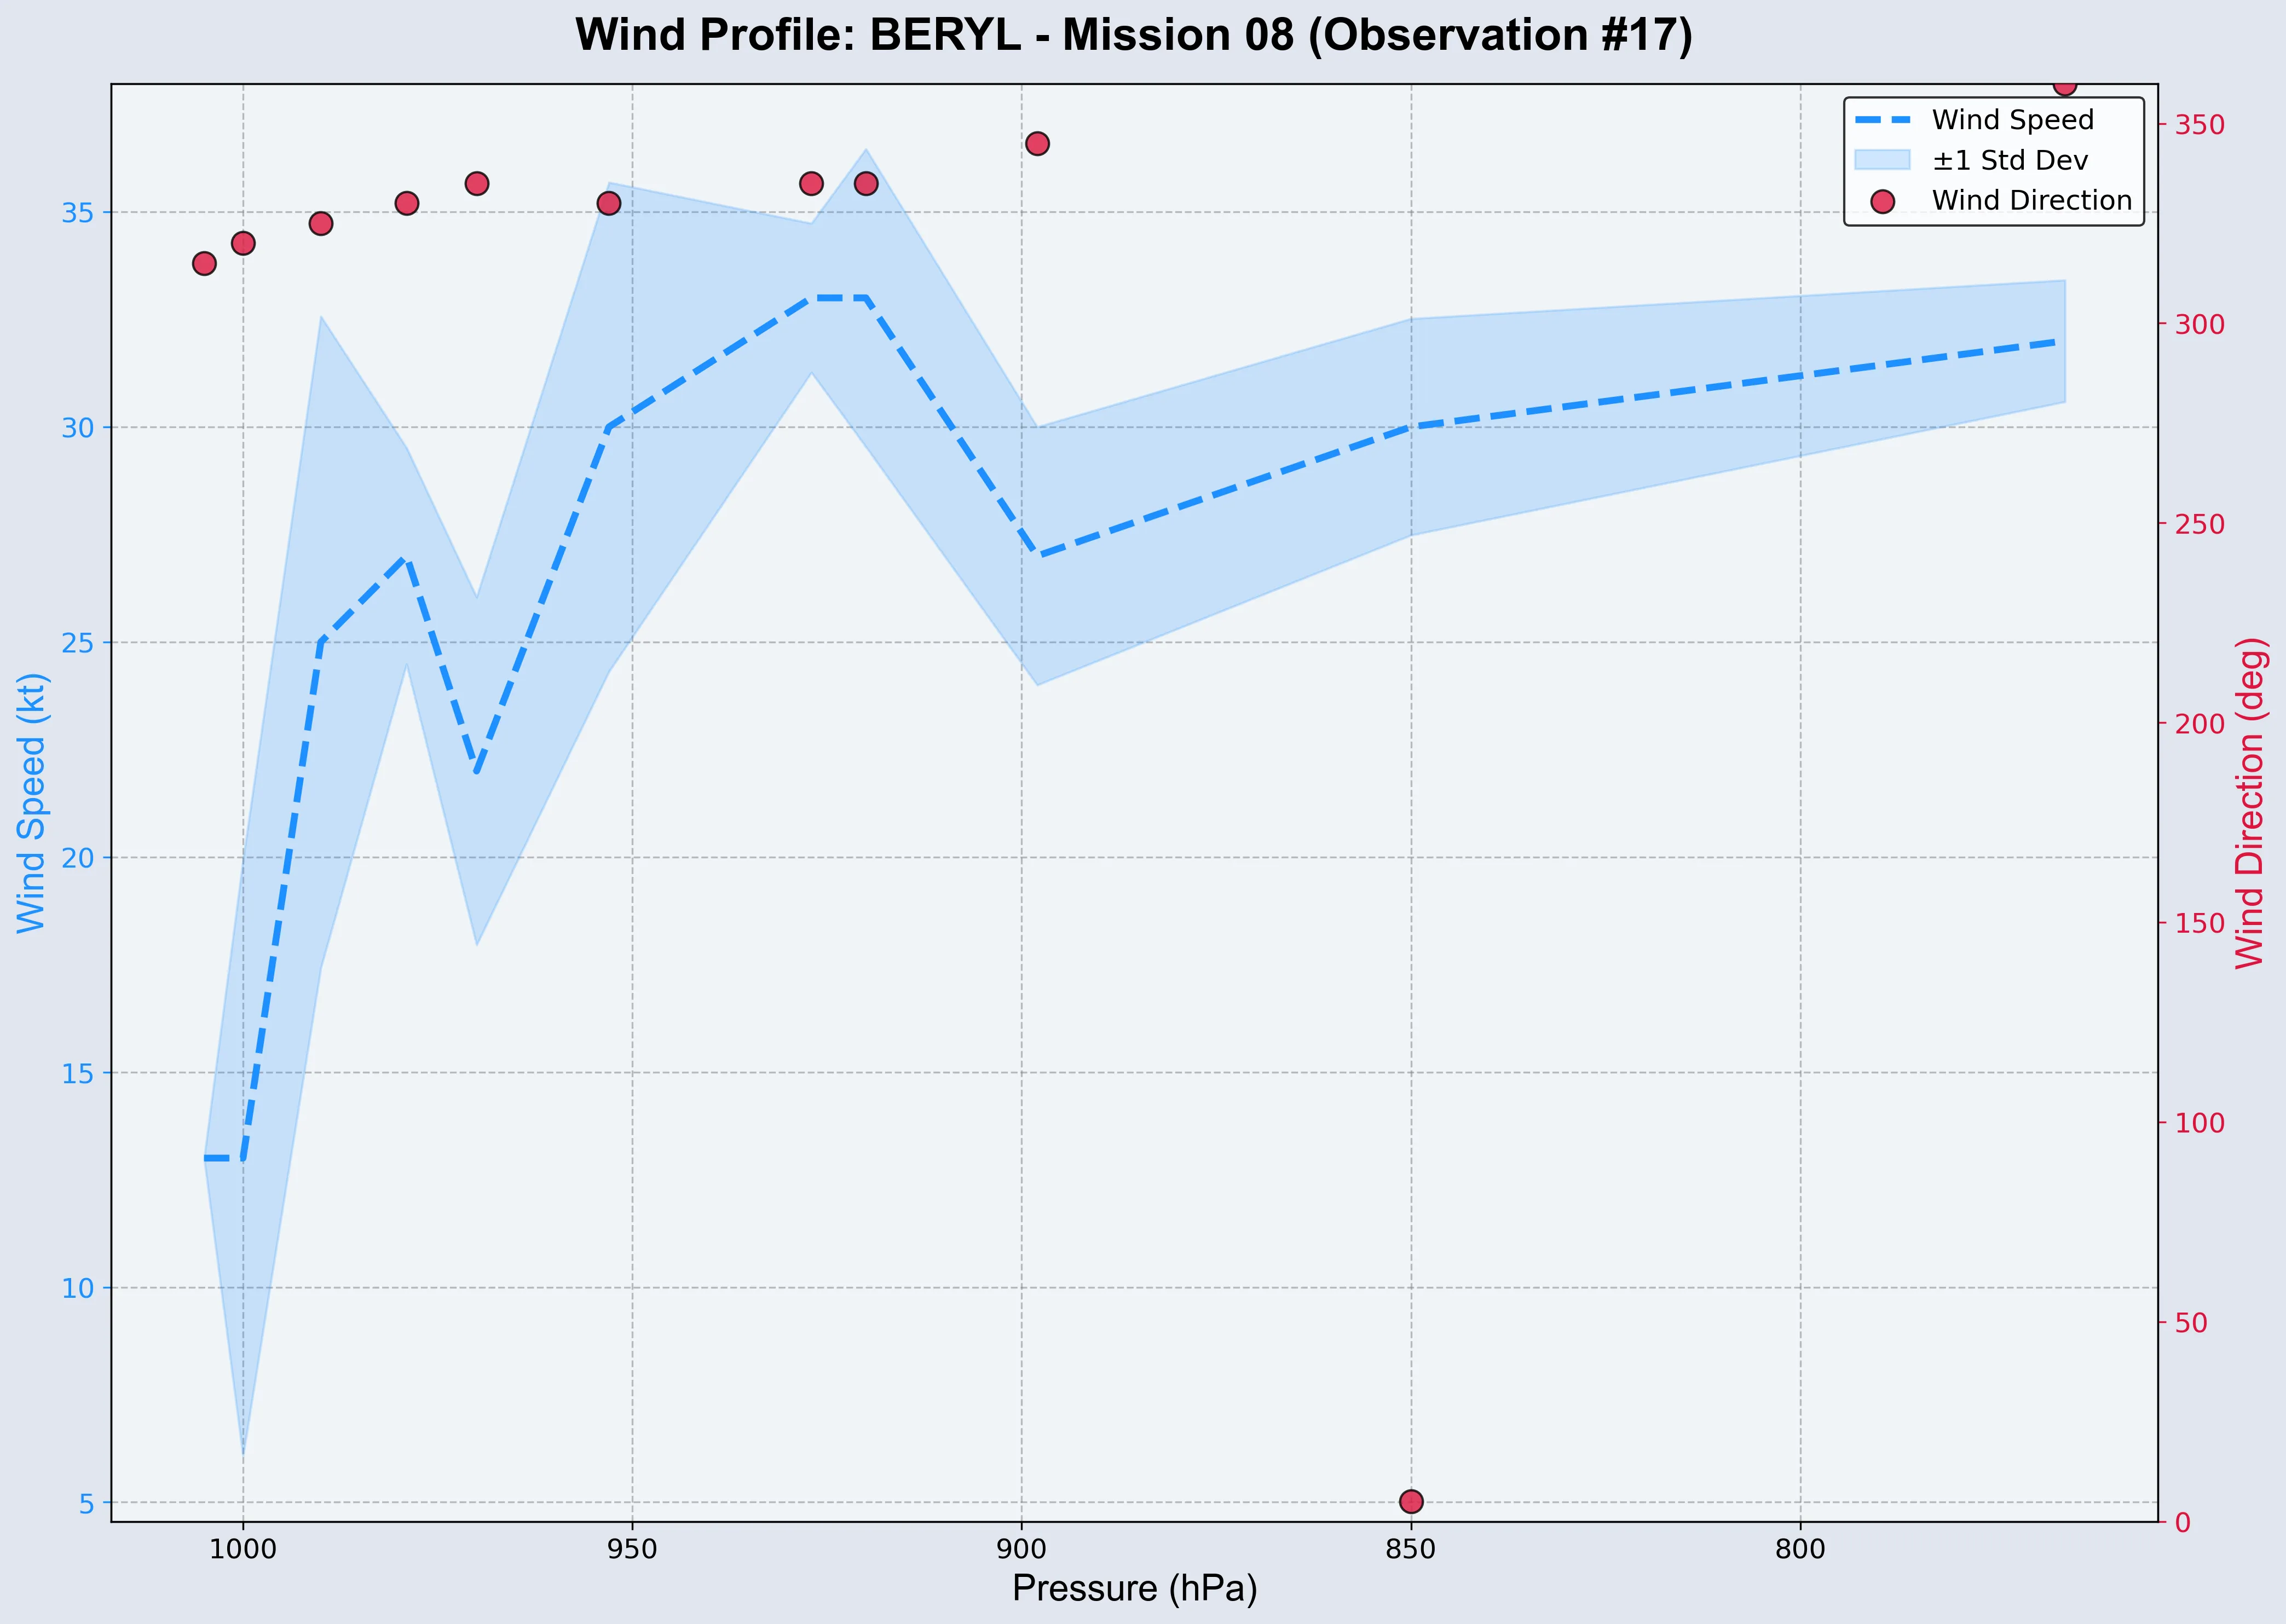 Wind Profile: BERYL - Mission 08 (Observation #17)
Wind Speed
±1 Std Dev
Wind Direction
Wind Speed (kt)
35
30
25
20
15
10
5
350
300
250
200
150
100
50
0
Wind Direction (deg)
1000 950 900 850 800
Pressure (hPa)